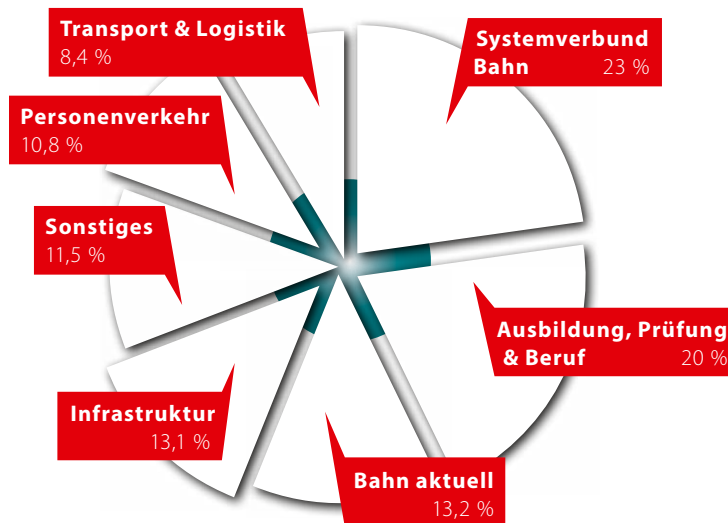 Transport & Logistik
8,4 %
Systemverbund
Bahn 23 %
Personenverkehr
10,8 %
Sonstiges
11,5 %
Ausbildung, Prüfung
& Beruf 20 %
Infrastruktur
13,1 %
Bahn aktuell
13,2 %